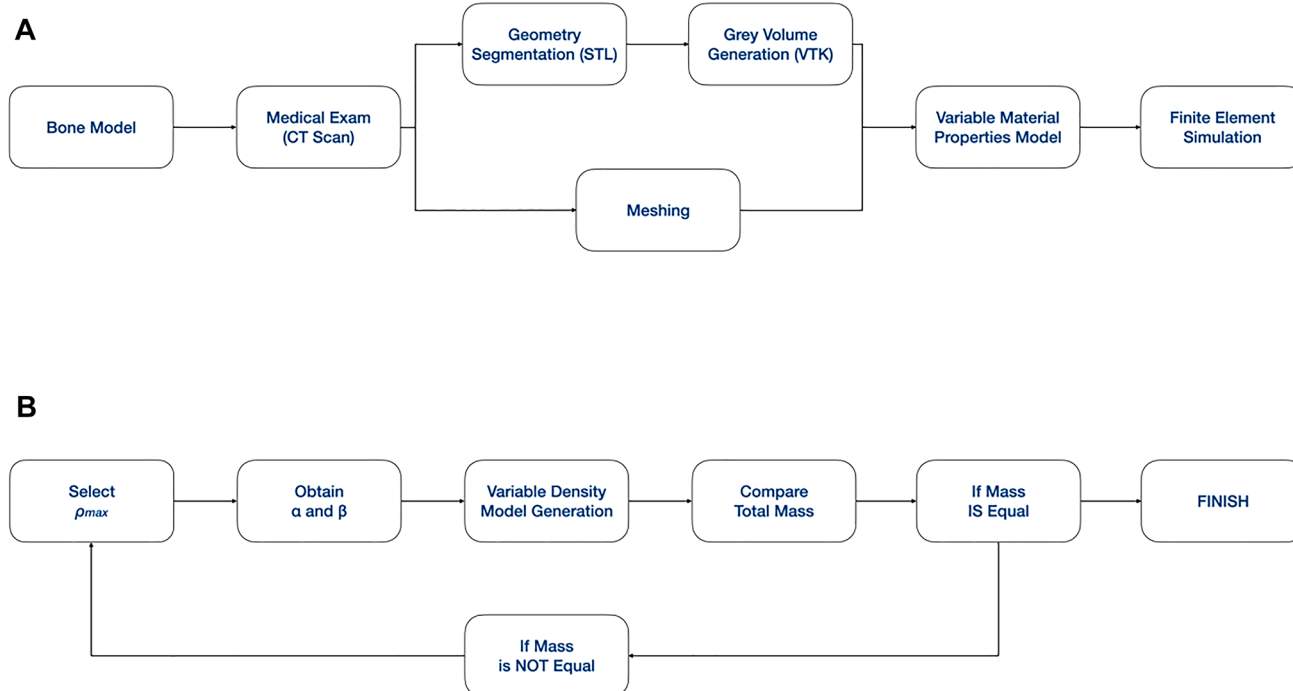 A
Bone Model
Medical Exam
(CT Scan)
Geometry
Segmentation (STL)
Grey Volume
Generation (VTK)
Meshing
Variable Material
Properties Model
Finite Element
Simulation
B
Select
ρmax
Obtain
α and β
Variable Density
Model Generation
Compare
Total Mass
If Mass
IS Equal
FINISH
If Mass
is NOT Equal